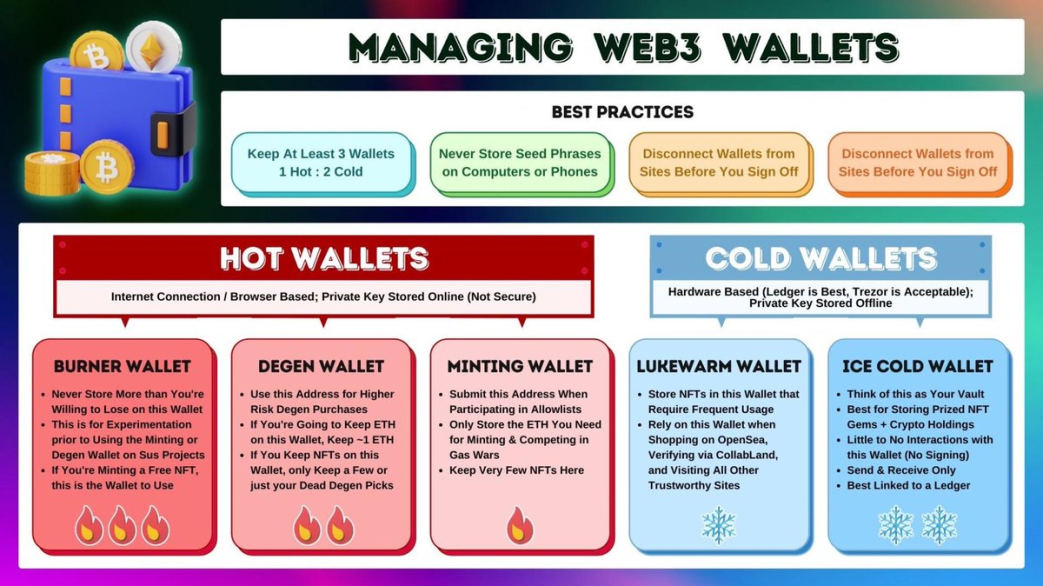 MANAGING WEB3 WALLETS
BEST PRACTICES
Keep At Least 3 Wallets
1 Hot : 2 Cold
Never Store Seed Phrases
on Computers or Phones
Disconnect Wallets from
Sites Before You Sign Off
Disconnect Wallets from
Sites Before You Sign Off
HOT WALLETS
Internet Connection / Browser Based; Private Key Stored Online (Not Secure)
COLD WALLETS
Hardware Based (Ledger is Best, Trezor is Acceptable);
Private Key Stored Offline
BURNER WALLET
• Never Store More than You're
Willing to Lose on this Wallet
• This is for Experimentation
prior to Using the Minting or
Degen Wallet on Sus Projects
• If You're Minting a Free NFT,
this is the Wallet to Use
DEGEN WALLET
• Use this Address for Higher
Risk Degen Purchases
• If You're Going to Keep ETH
on this Wallet, Keep ~1 ETH
• If You Keep NFTs on this
Wallet, only Keep a Few or
just your Dead Degen Picks
MINTING WALLET
• Submit this Address When
Participating in Allowlists
• Only Store the ETH You Need
for Minting & Competing in
Gas Wars
• Keep Very Few NFTs Here
LUKEWARM WALLET
• Store NFTs in this Wallet that
Require Frequent Usage
• Rely on this Wallet when
Shopping on OpenSea,
Verifying via CollabLand,
and Visiting All Other
Trustworthy Sites
ICE COLD WALLET
• Think of this as Your Vault
• Best for Storing Prized NFT
Gems + Crypto Holdings
• Little to No Interactions with
this Wallet (No Signing)
• Send & Receive Only
• Best Linked to a Ledger